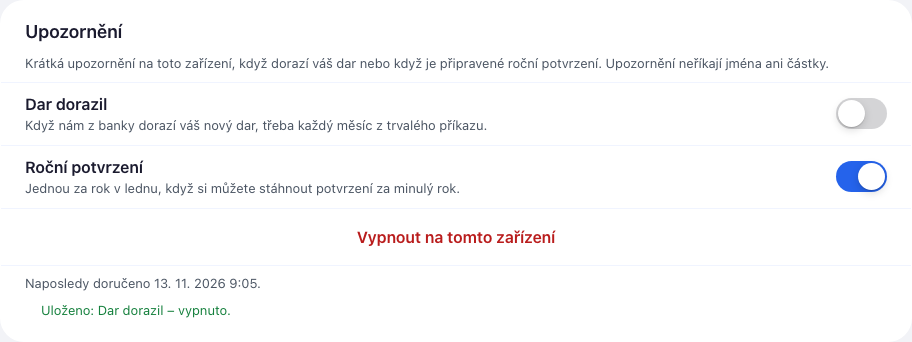 Upozornění
Krátká upozornění na toto zařízení, když dorazí váš dar nebo když je připravené roční potvrzení. Upozornění neříkají jména ani částky.
Dar dorazil
Když nám z banky dorazí váš nový dar, třeba každý měsíc z trvalého příkazu.
Roční potvrzení
Jednou za rok v lednu, když si můžete stáhnout potvrzení za minulý rok.
Vypnout na tomto zařízení
Naposledy doručeno 13. 11. 2026 9:05.
Uloženo: Dar dorazil – vypnuto.